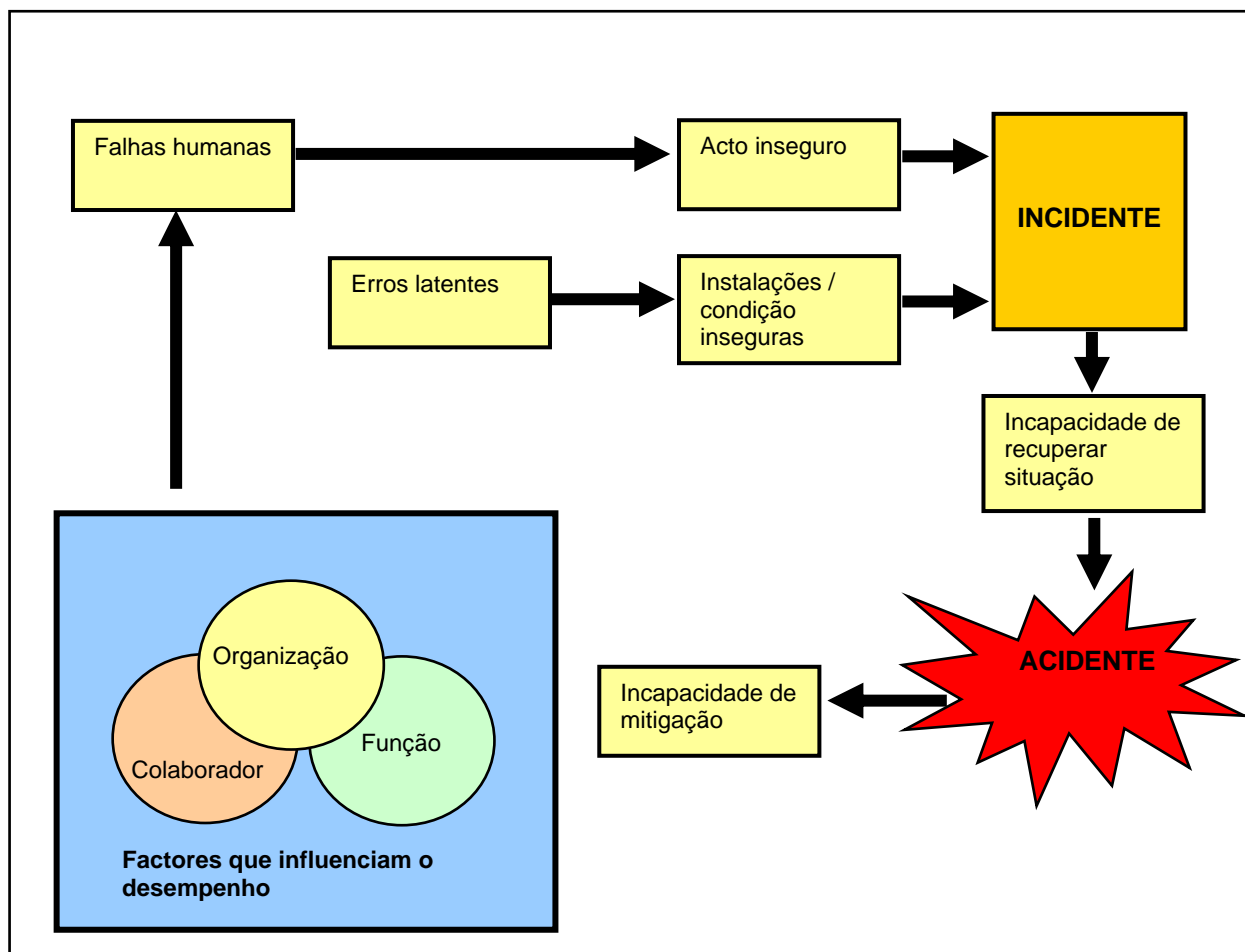 Falhas humanas
Acto inseguro
INCIDENTE
Erros latentes
Instalações /
condição
inseguras
Incapacidade de
recuperar
situação
Organização
Colaborador
Função
Factores que influenciam o
desempenho
ACIDENTE
Incapacidade de
mitigação